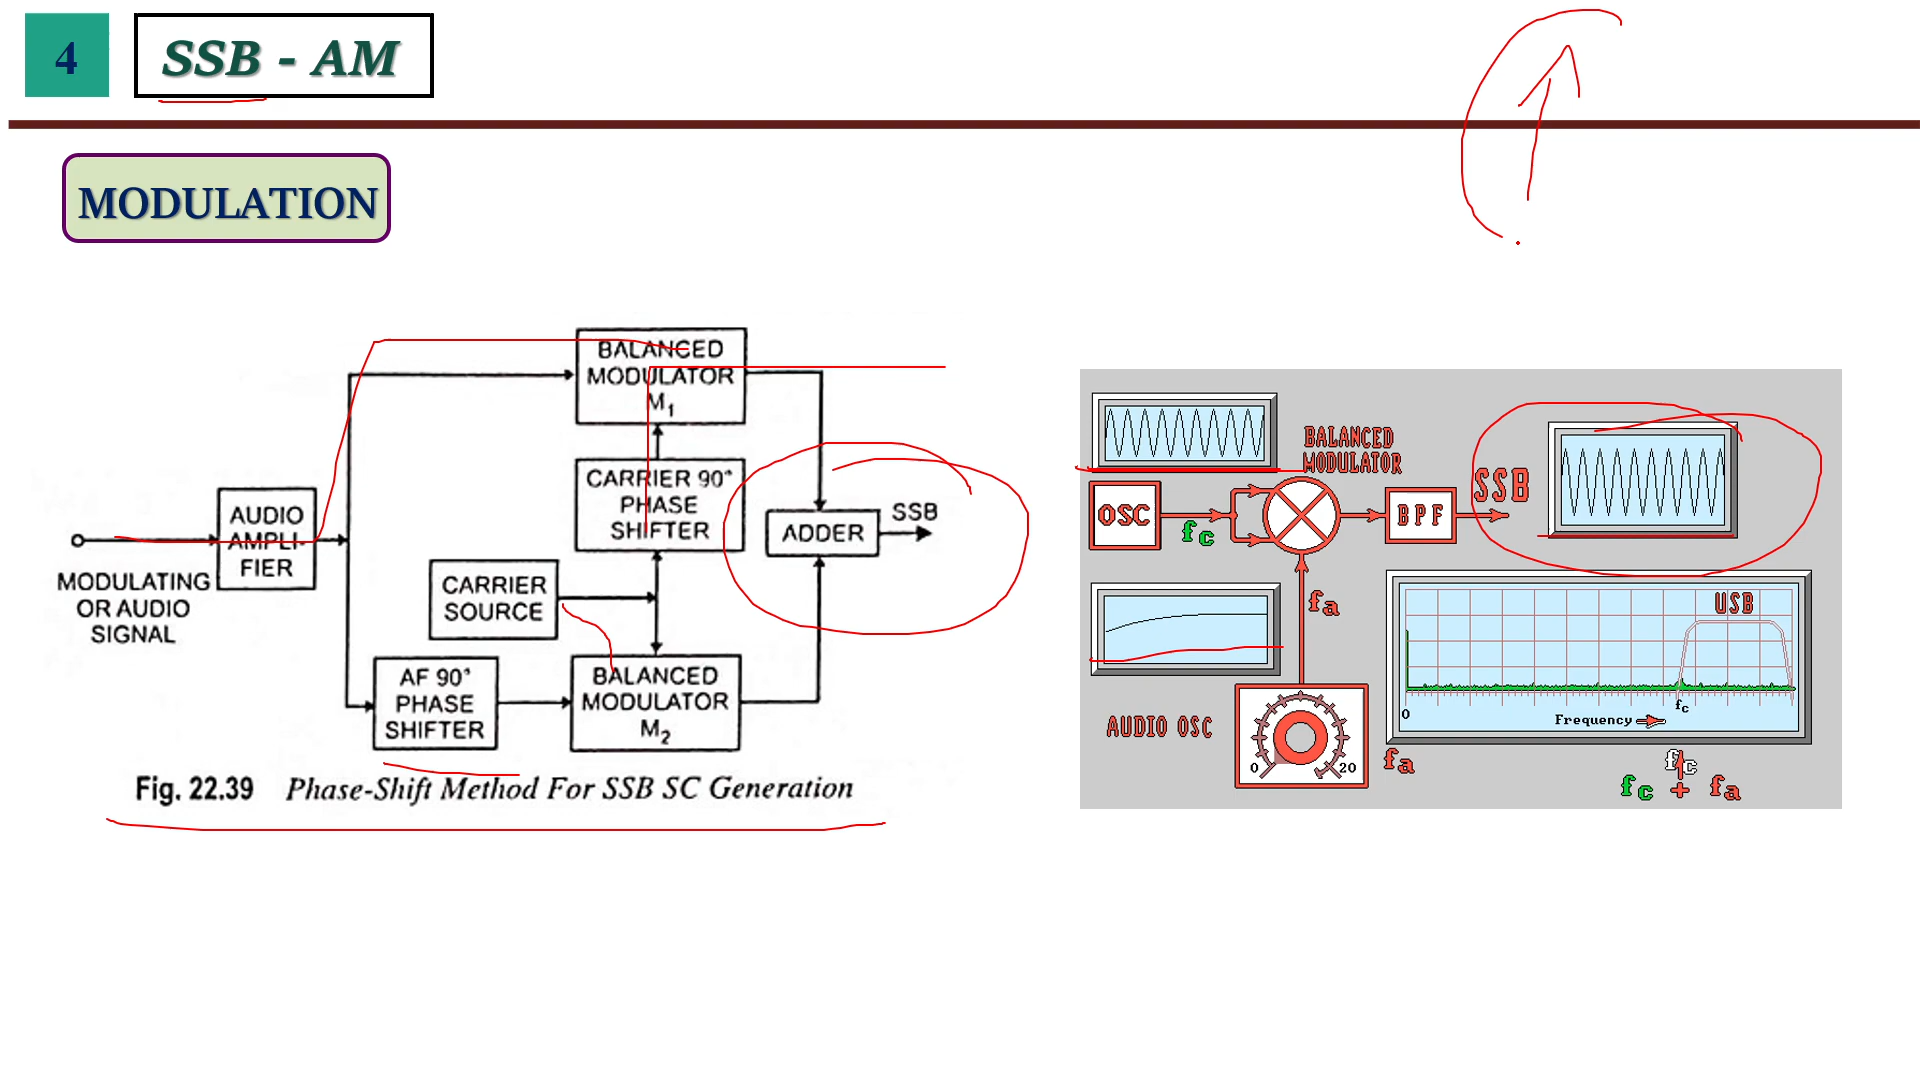 4
SSB - AM
MODULATION
BALANCED
MODULATOR
M1
CARRIER 90°
PHASE
SHIFTER
AUDIO
AMPLI-
FIER
ADDER
SSB
MODULATING
OR AUDIO
SIGNAL
CARRIER
SOURCE
AF 90°
PHASE
SHIFTER
BALANCED
MODULATOR
M2
Fig. 22.39 Phase-Shift Method For SSB SC Generation
BALANCED
MODULATOR
OSC
fc
BPF
SSB
fa
AUDIO OSC
0
20
fa
USB
0
fc
Frequency
fc
fc + fa